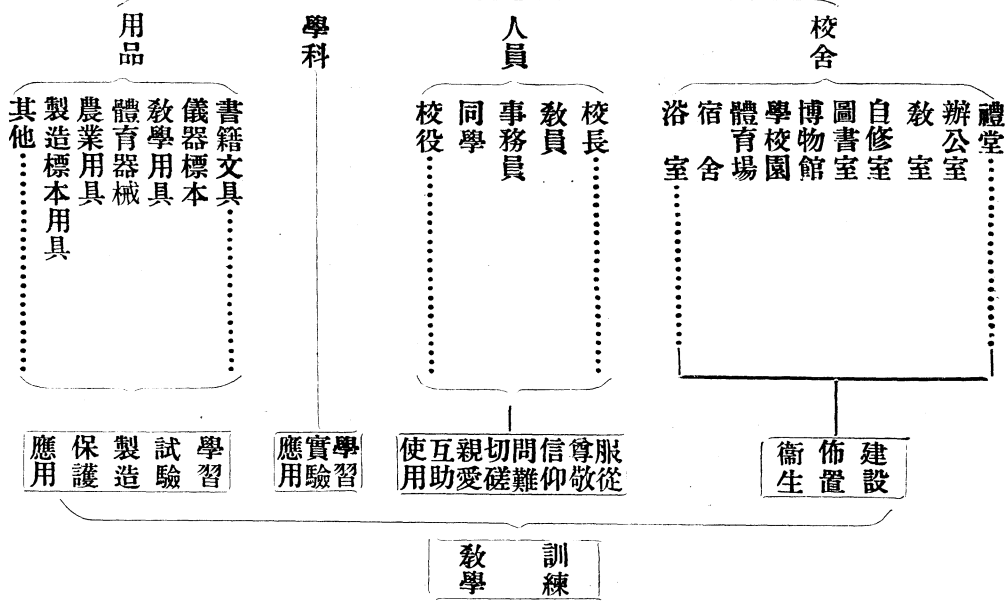 校舍
人員
學科
用品
禮堂
辦公室
教室
自修室
圖書室
博物館
學校園
體育場
宿舍
浴室
校長
教員
事務員
同學
校役
書籍文具
儀器標本
教學用具
體育器械
農業用具
製造標本用具
其他
建設
佈置
衞生
服從
尊敬
信仰
問難
切磋
親愛
互助
使用
學習
實驗
應用
學習
試驗
製造
保護
應用
訓練
教學